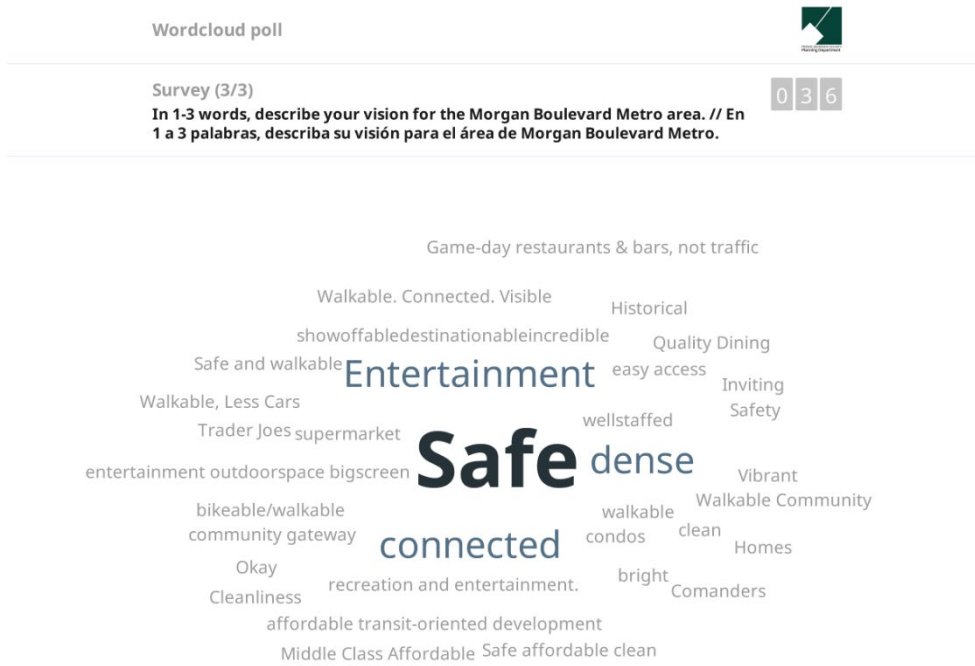 Wordcloud poll
Planning Department
Survey (3/3)
036
In 1-3 words, describe your vision for the Morgan Boulevard Metro area. // En
1 a 3 palabras, describa su visión para el área de Morgan Boulevard Metro.
Game-day restaurants & bars, not traffic
Walkable. Connected. Visible
Historical
showoffabledestinationableincredible
Quality Dining
Safe and walkable
Entertainment
easy access
Inviting
Walkable, Less Cars
Safety
wellstaffed
Trader Joes
supermarket
Safe
dense
entertainment outdoorspace bigscreen
Vibrant
Walkable Community
bikeable/walkable
walkable
community gateway
connected
condos
clean
Homes
Okay
recreation and entertainment.
bright
Comanders
Cleanliness
affordable transit-oriented development
Middle Class Affordable
Safe affordable clean